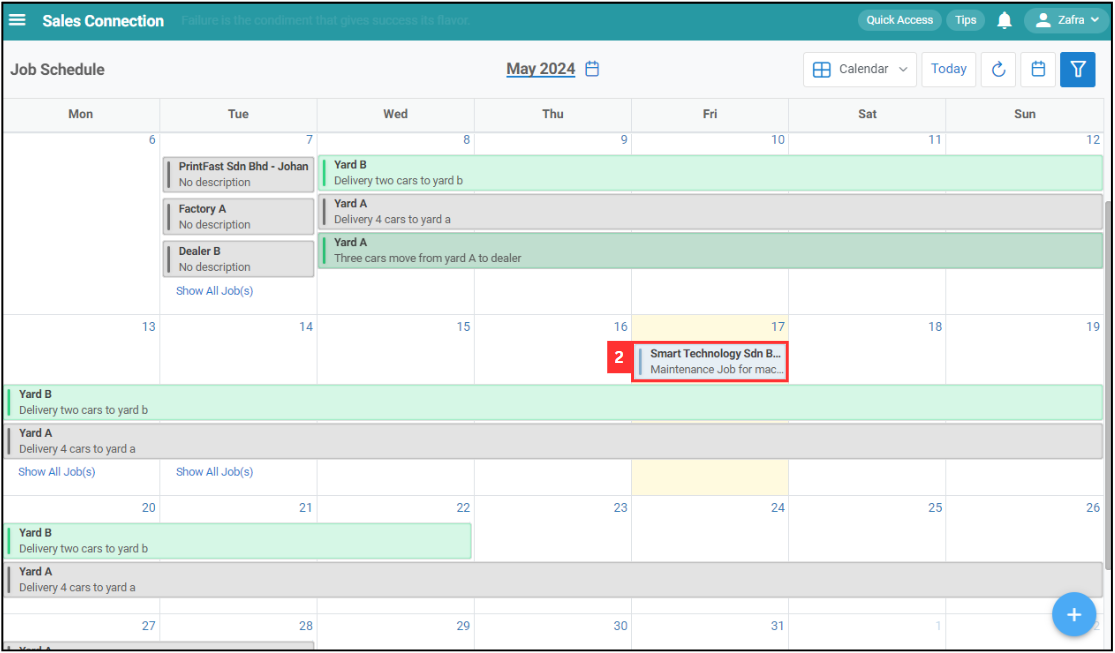 Sales Connection
Failure is the condiment that gives success its flavor.
Quick Access
Tips
Zafra
Job Schedule
May 2024
Calendar
Today
Mon Tue Wed Thu Fri Sat Sun
6 7 8 9 10 11 12
PrintFast Sdn Bhd - Johan
No description
Factory A
No description
Dealer B
No description
Show All Job(s)
Yard B
Delivery two cars to yard b
Yard A
Delivery 4 cars to yard a
Yard A
Three cars move from yard A to dealer
13 14 15 16 17 18 19
2
Smart Technology Sdn B...
Maintenance Job for mac...
Yard B
Delivery two cars to yard b
Yard A
Delivery 4 cars to yard a
Show All Job(s) Show All Job(s)
20 21 22 23 24 25 26
Yard B
Delivery two cars to yard b
Yard A
Delivery 4 cars to yard a
27 28 29 30 31 1 2
Yard A